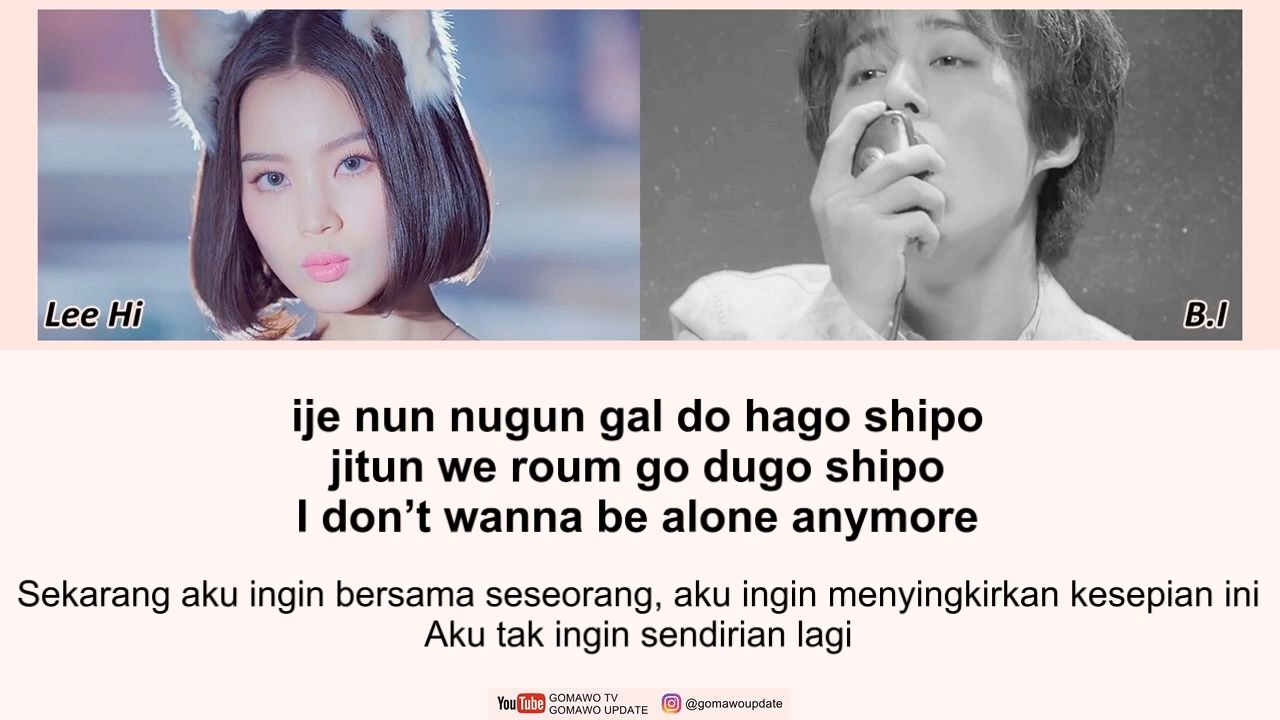 Lee Hi
B.I
ije nun nugun gal do hago shipo
jitun we roum go dugo shipo
I don’t wanna be alone anymore
Sekarang aku ingin bersama seseorang, aku ingin menyingkirkan kesepian ini
Aku tak ingin sendirian lagi
YouTube GOMAWO TV
GOMAWO UPDATE
@gomawoupdate